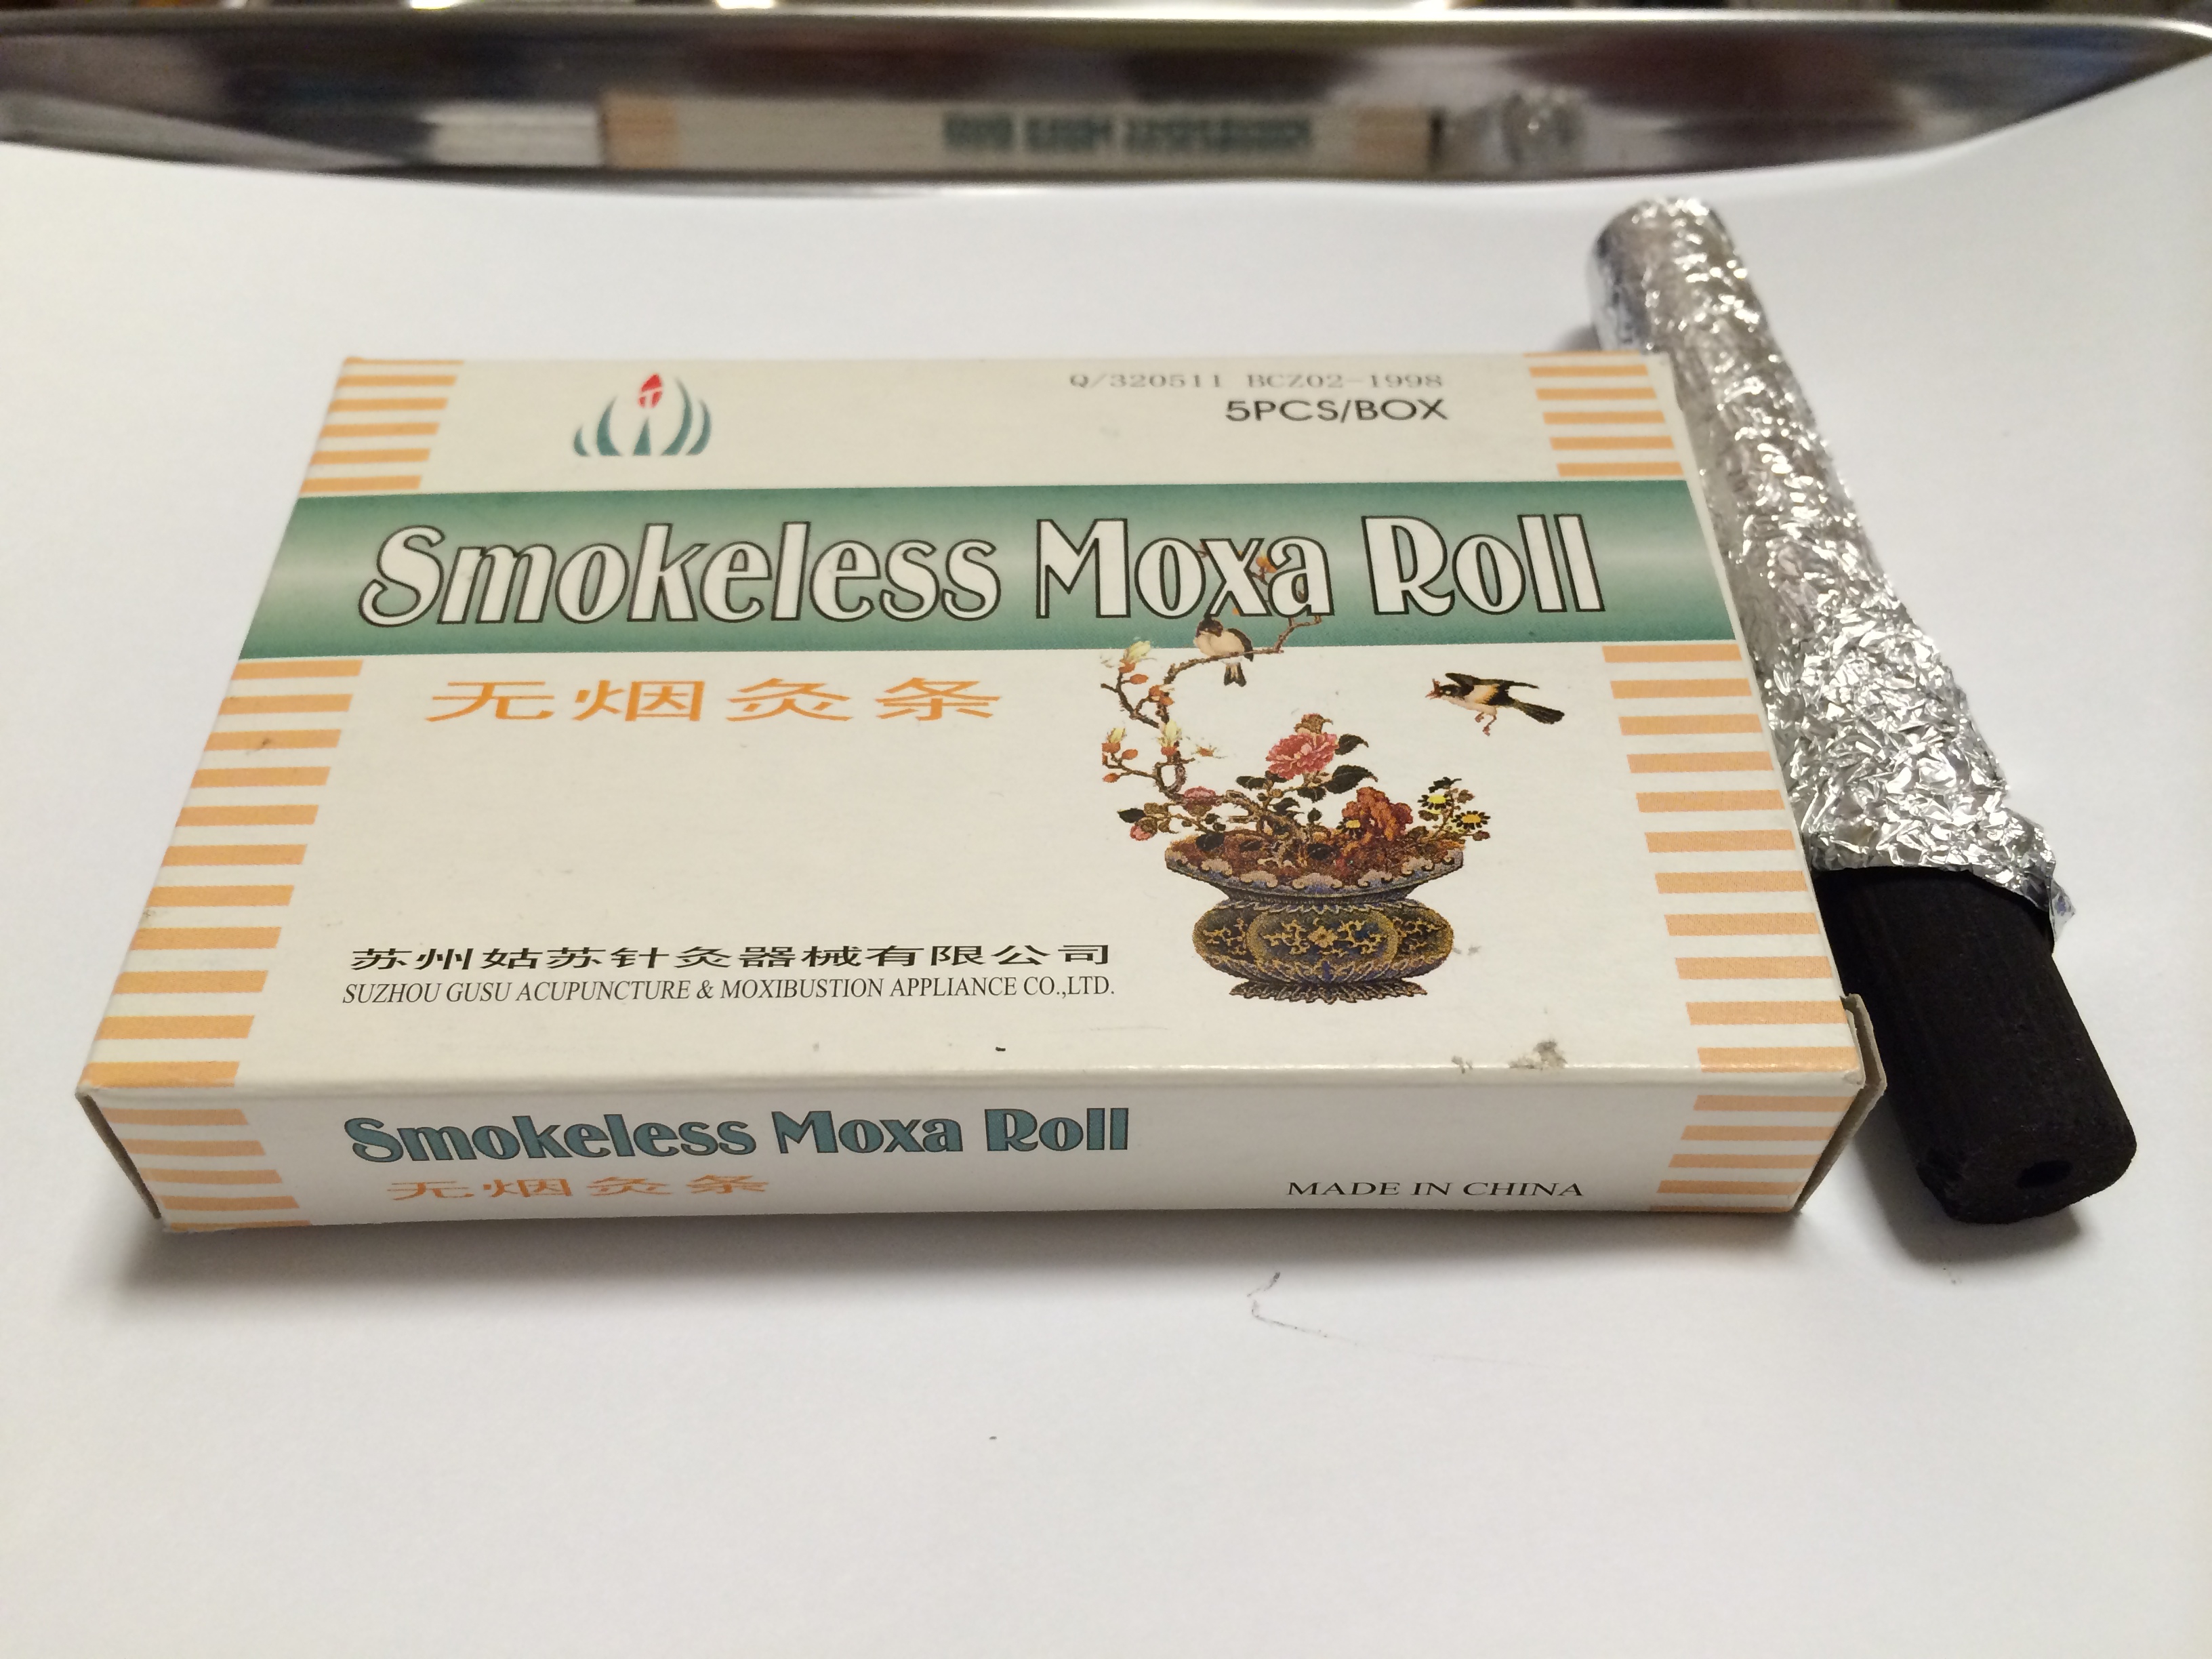 Q/320511 BCZ02-1998
5PCS/BOX
Smokeless Moxa Roll
无烟灸条
苏州姑苏针灸器械有限公司
SUZHOU GUSU ACUPUNCTURE & MOXIBUSTION APPLIANCE CO.,LTD.
Smokeless Moxa Roll
无烟灸条
MADE IN CHINA